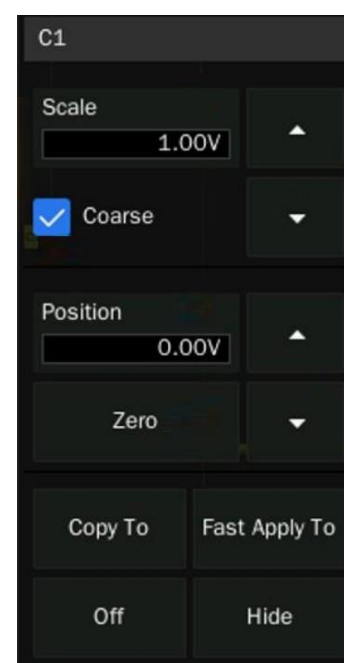 C1
Scale
1.00V
Coarse
Position
0.00V
Zero
Copy To
Fast Apply To
Off
Hide